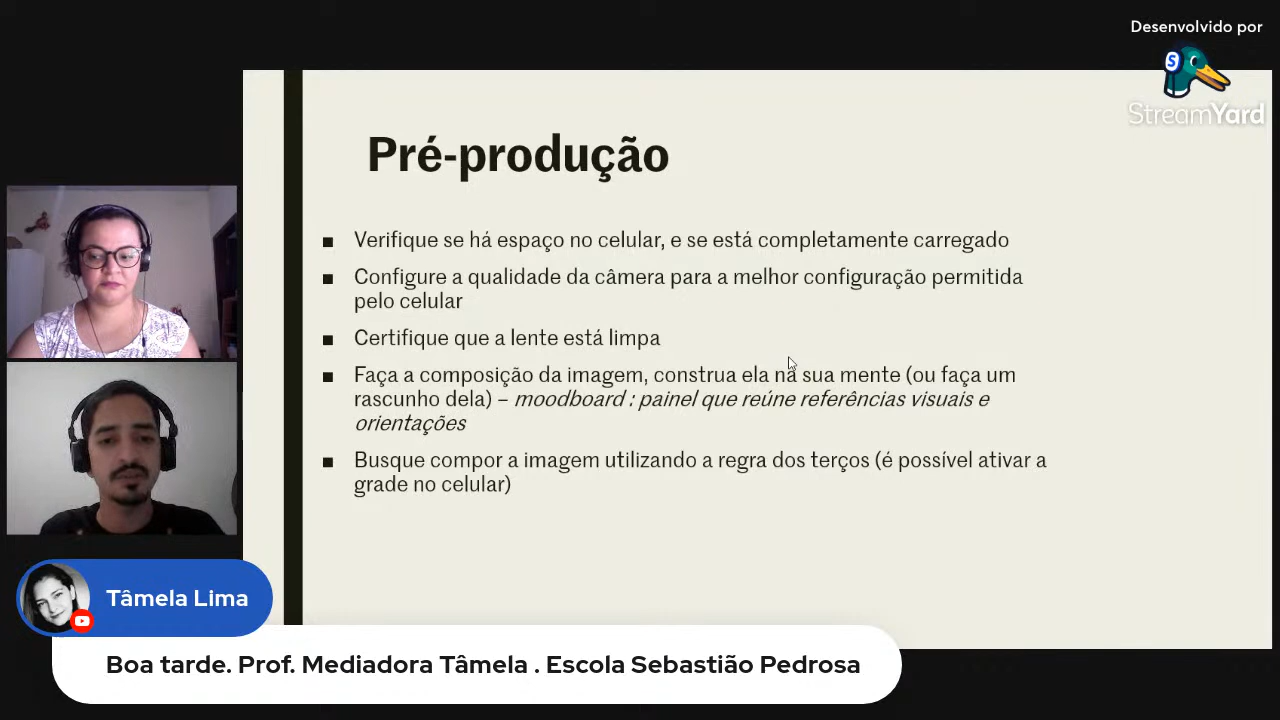 Desenvolvido por
StreamYard
Pré-produção
■ Verifique se há espaço no celular, e se está completamente carregado
■ Configure a qualidade da câmera para a melhor configuração permitida
pelo celular
■ Certifique que a lente está limpa
■ Faça a composição da imagem, construa ela na sua mente (ou faça um
rascunho dela) – moodboard : painel que reúne referências visuais e
orientações
■ Busque compor a imagem utilizando a regra dos terços (é possível ativar a
grade no celular)
Tâmela Lima
Boa tarde. Prof. Mediadora Tâmela . Escola Sebastião Pedrosa